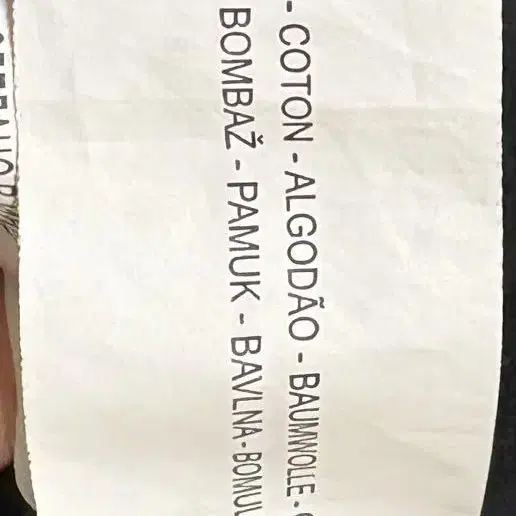 - COTON - ALGODÃO - BAUMWOLLE -
BOMBAŽ - PAMUK - BAVLNA - BOMUL